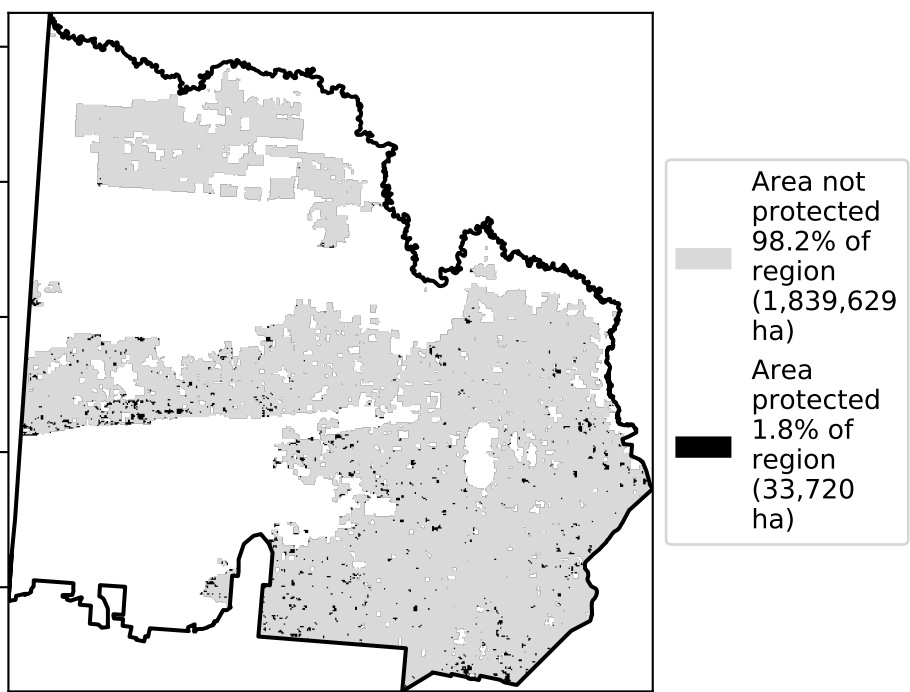 Area not
protected
98.2% of
region
(1,839,629
ha)
Area
protected
1.8% of
region
(33,720
ha)